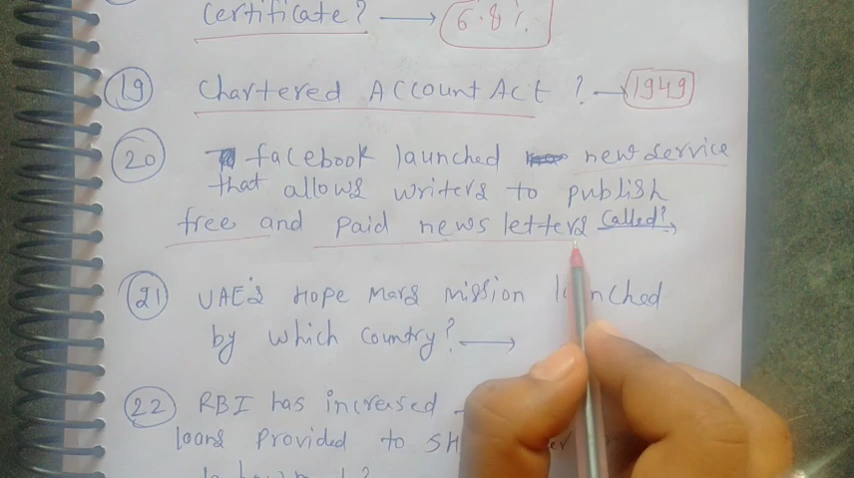 certificate? → 6.8%
19 Chartered Account Act ? → 1949
20 facebook launched new service
that allows writers to publish
free and paid news letters called? →
21 UAE's Hope Mars mission
by which country? →
22 RBI has increased
loans provided to